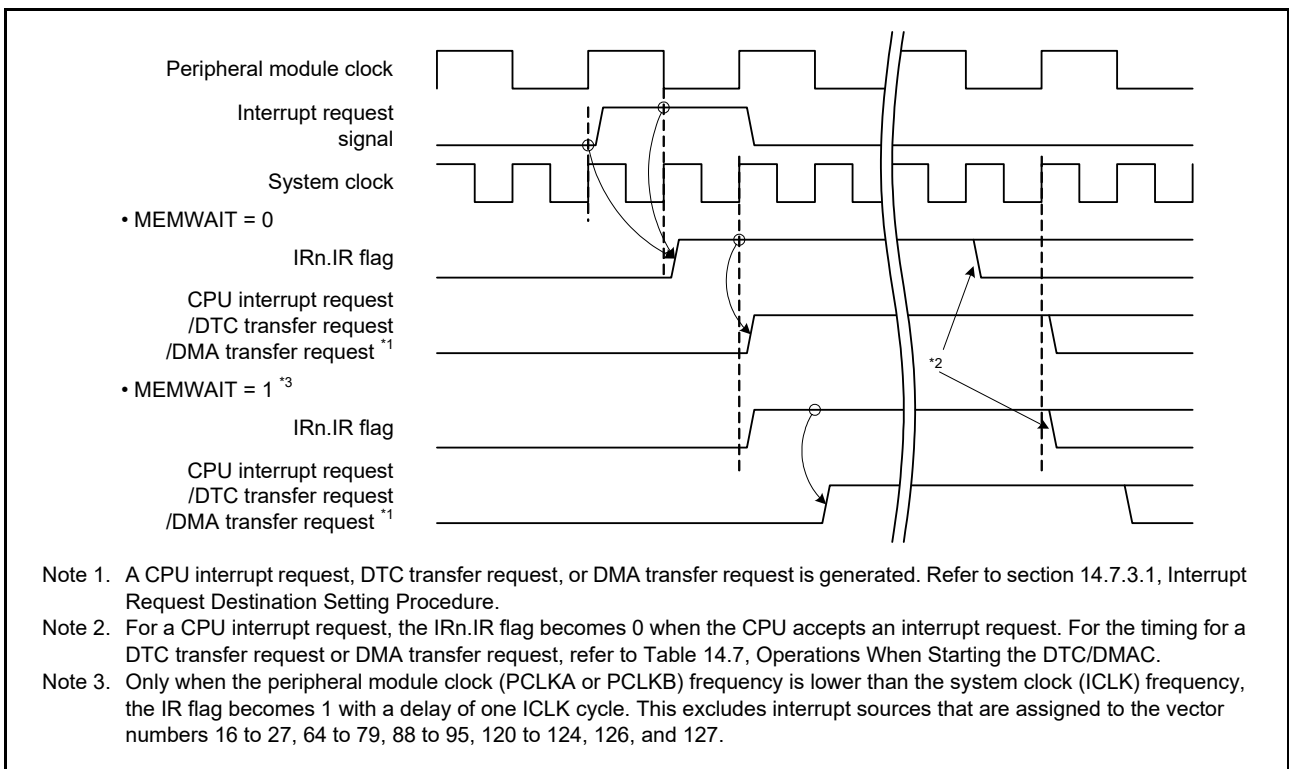 Peripheral module clock
Interrupt request
signal
System clock
• MEMWAIT = 0
IRn.IR flag
CPU interrupt request
/DTC transfer request
/DMA transfer request *1
*2
• MEMWAIT = 1 *3
IRn.IR flag
CPU interrupt request
/DTC transfer request
/DMA transfer request *1
Note 1. A CPU interrupt request, DTC transfer request, or DMA transfer request is generated. Refer to section 14.7.3.1, Interrupt
Request Destination Setting Procedure.
Note 2. For a CPU interrupt request, the IRn.IR flag becomes 0 when the CPU accepts an interrupt request. For the timing for a
DTC transfer request or DMA transfer request, refer to Table 14.7, Operations When Starting the DTC/DMAC.
Note 3. Only when the peripheral module clock (PCLKA or PCLKB) frequency is lower than the system clock (ICLK) frequency,
the IR flag becomes 1 with a delay of one ICLK cycle. This excludes interrupt sources that are assigned to the vector
numbers 16 to 27, 64 to 79, 88 to 95, 120 to 124, 126, and 127.